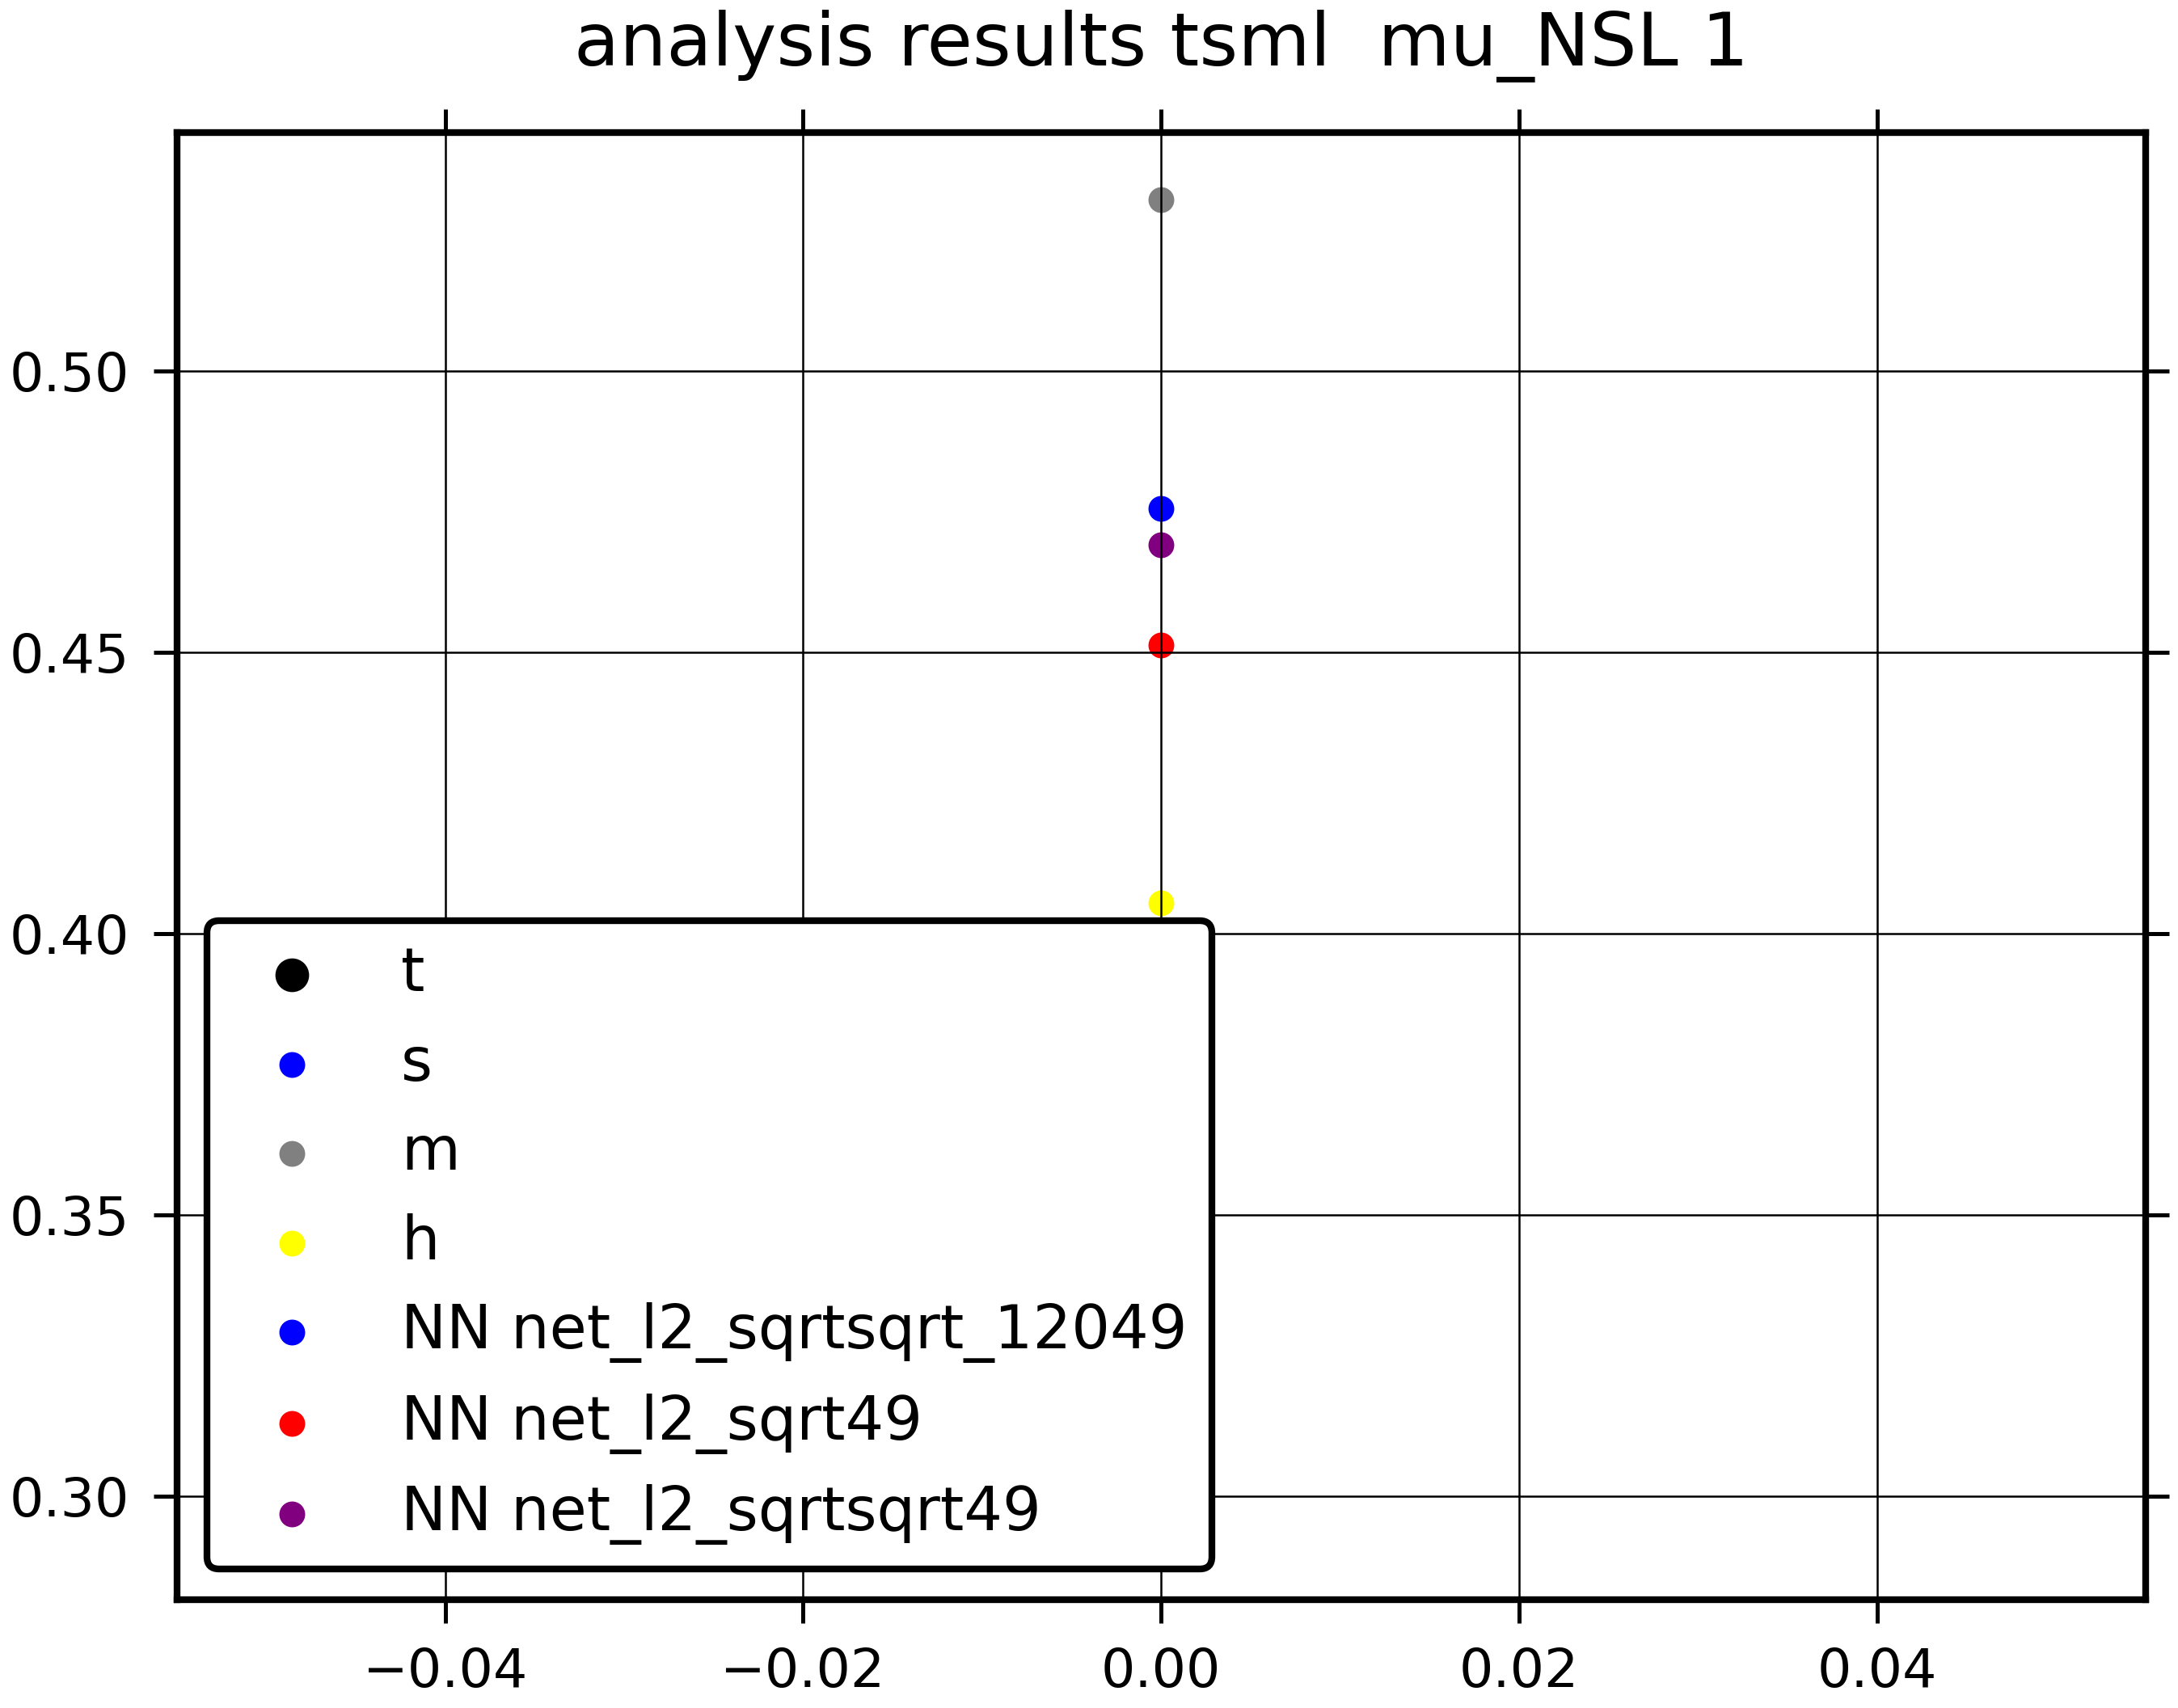 analysis results tsml  mu_NSL 1
0.50
0.45
0.40
0.35
0.30
t
s
m
h
NN net_l2_sqrtsqrt_12049
NN net_l2_sqrt49
NN net_l2_sqrtsqrt49
−0.04 −0.02 0.00 0.02 0.04